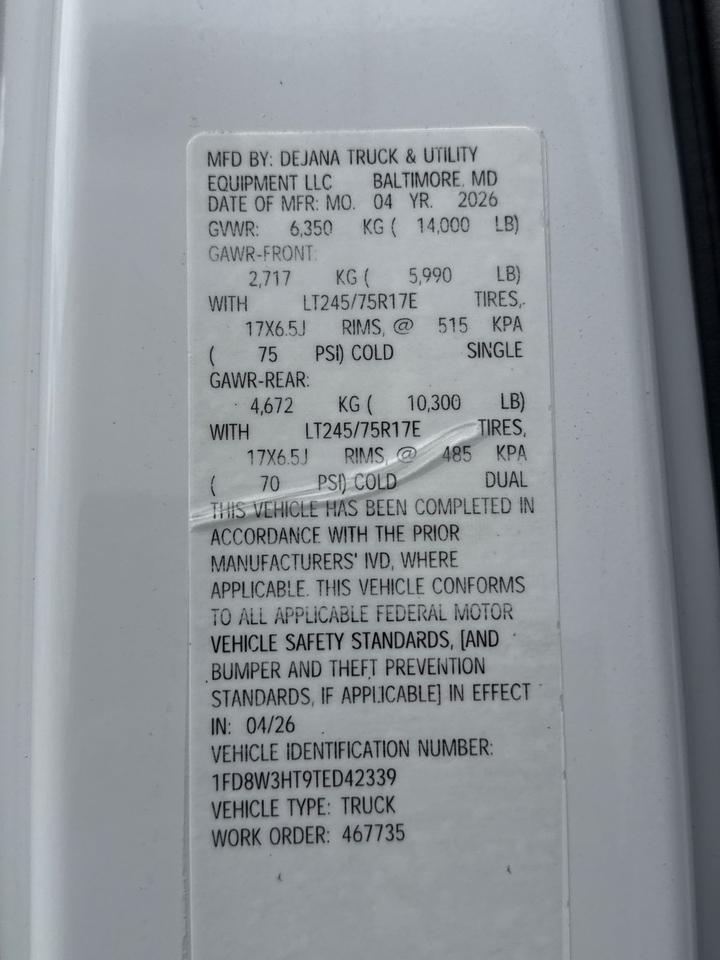 MFD BY: DEJANA TRUCK & UTILITY
EQUIPMENT LLC BALTIMORE, MD
DATE OF MFR: MO. 04 YR. 2026
GVWR: 6,350 KG ( 14,000 LB)
GAWR-FRONT:
2,717 KG ( 5,990 LB)
WITH LT245/75R17E TIRES,
17X6.5J RIMS, @ 515 KPA
( 75 PSI) COLD SINGLE
GAWR-REAR:
4,672 KG ( 10,300 LB)
WITH LT245/75R17E TIRES,
17X6.5J RIMS, @ 485 KPA
( 70 PSI) COLD DUAL
THIS VEHICLE HAS BEEN COMPLETED IN
ACCORDANCE WITH THE PRIOR
MANUFACTURERS' IVD, WHERE
APPLICABLE. THIS VEHICLE CONFORMS
TO ALL APPLICABLE FEDERAL MOTOR
VEHICLE SAFETY STANDARDS, [AND
BUMPER AND THEFT PREVENTION
STANDARDS, IF APPLICABLE] IN EFFECT
IN: 04/26
VEHICLE IDENTIFICATION NUMBER:
1FD8W3HT9TED42339
VEHICLE TYPE: TRUCK
WORK ORDER: 467735